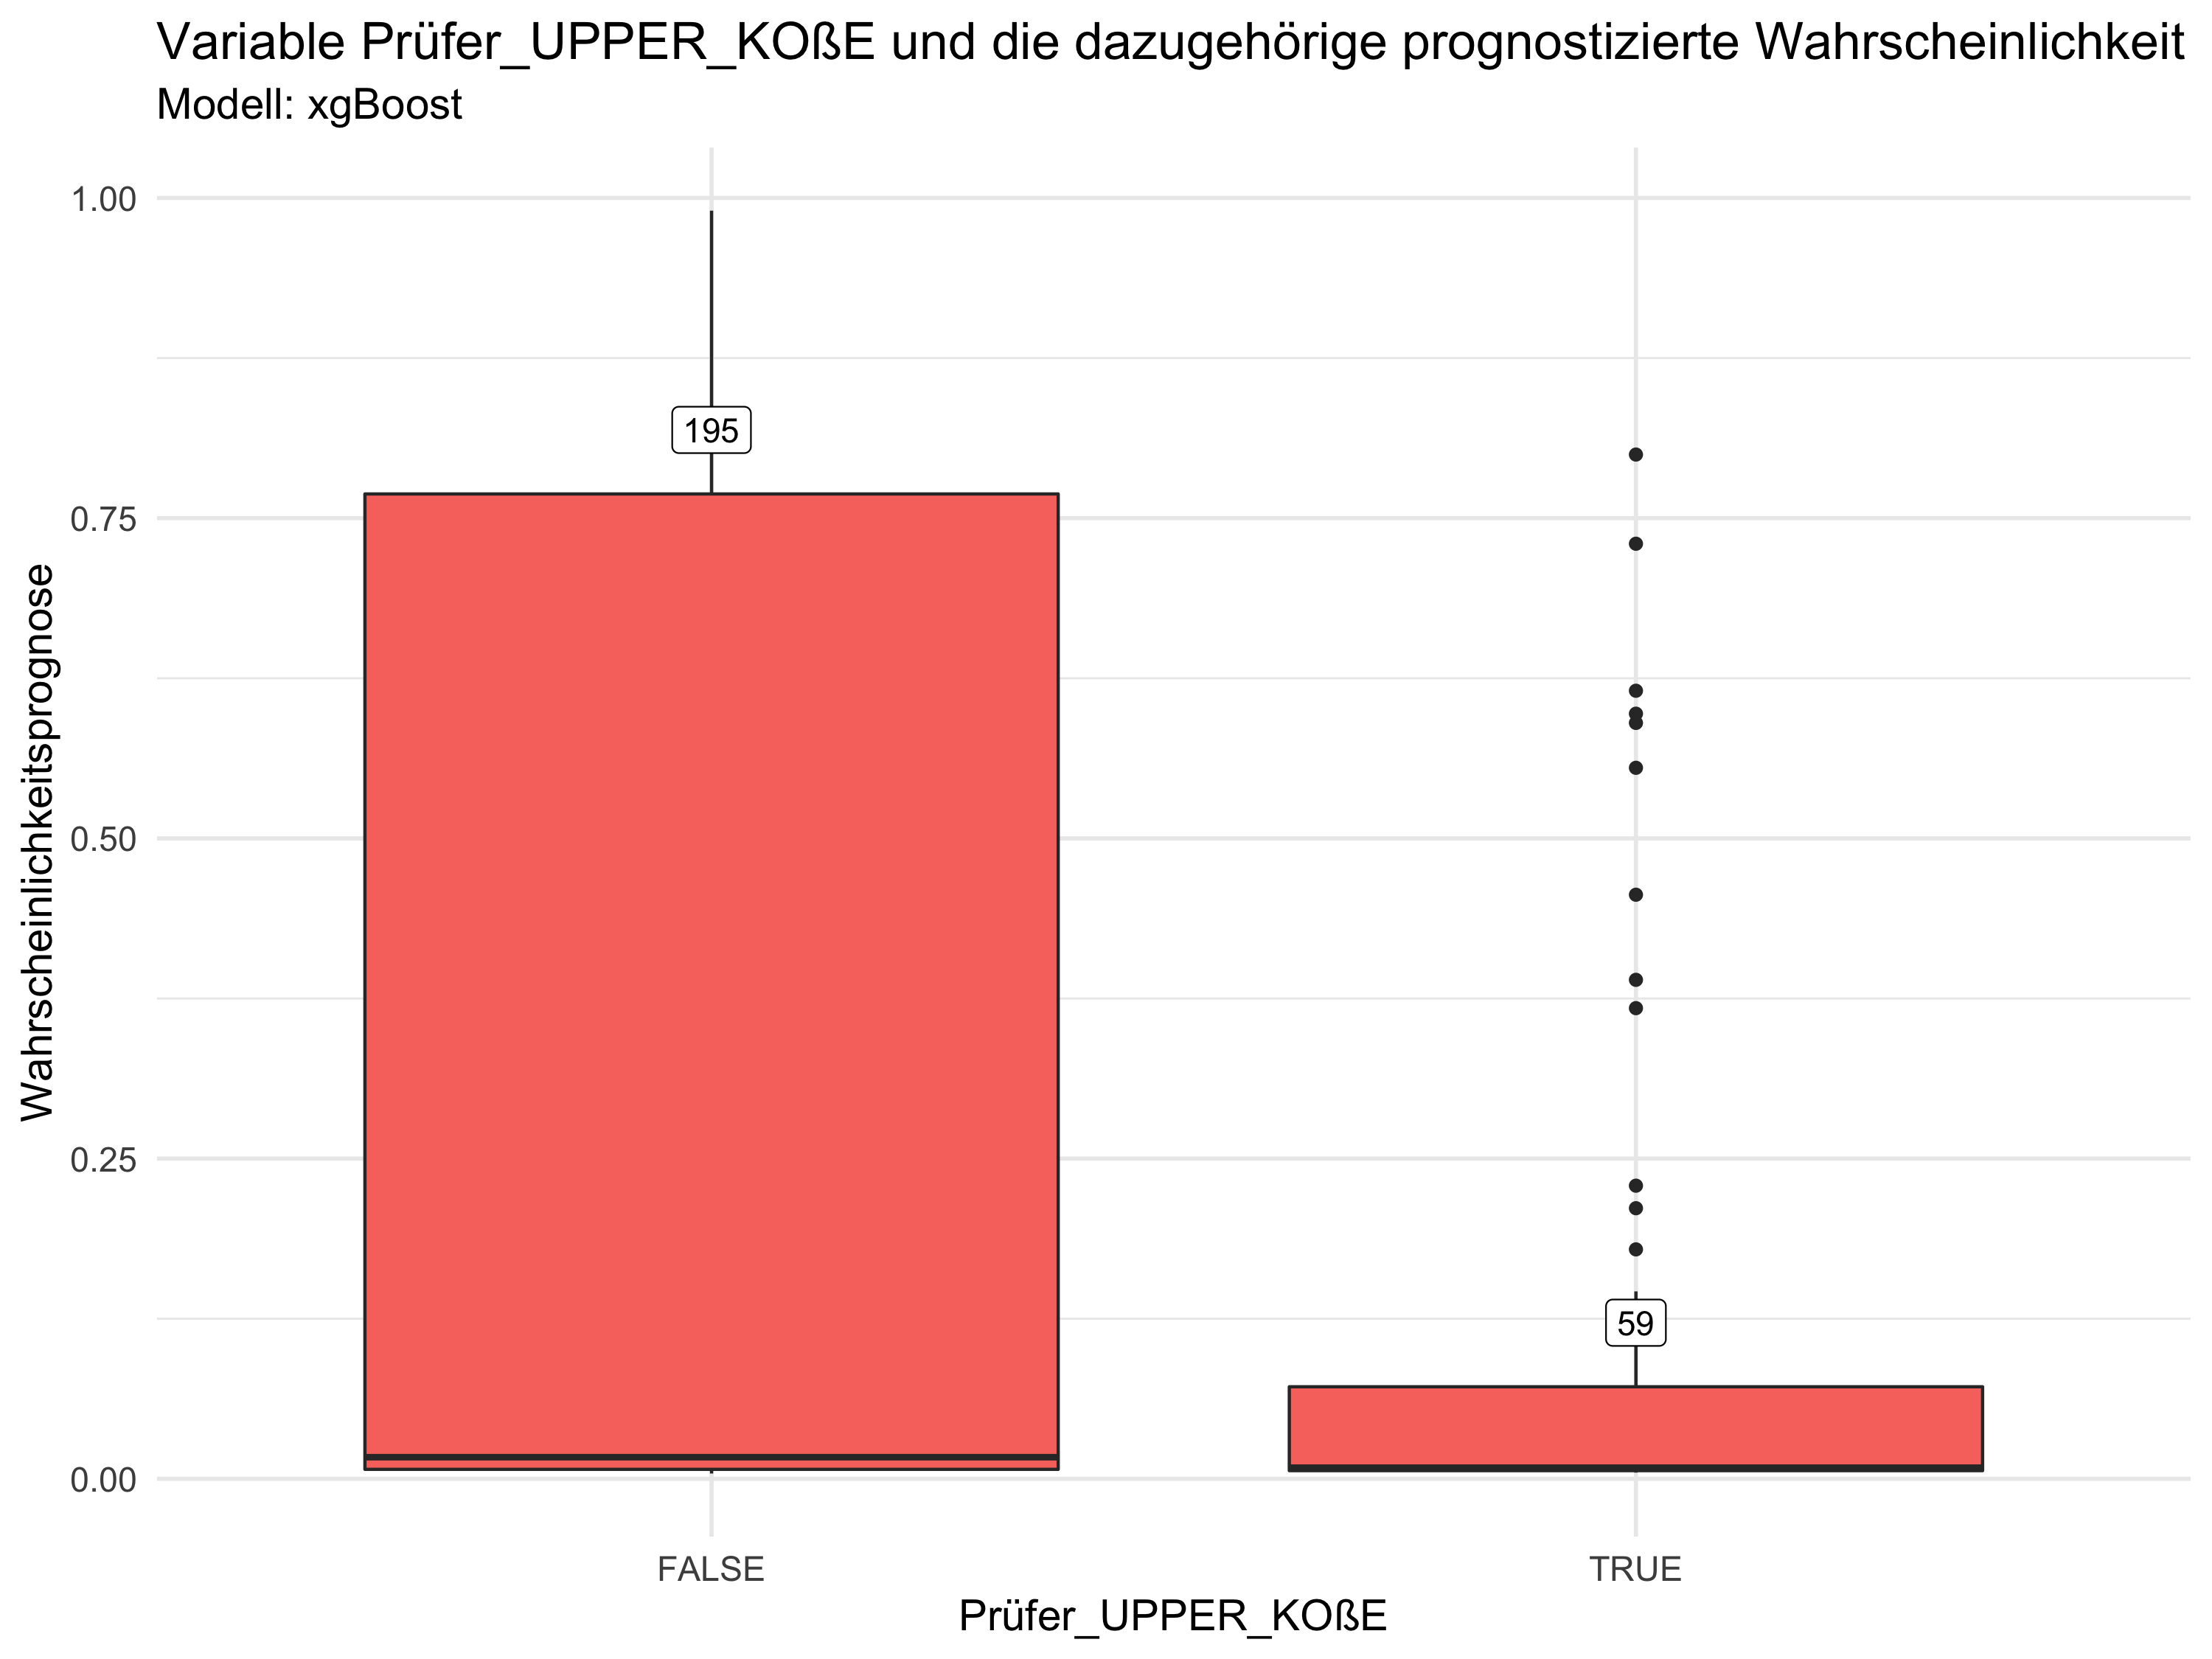 Variable Prüfer_UPPER_KOßE und die dazugehörige prognostizierte Wahrscheinlichkeit
Modell: xgBoost
1.00
0.75
0.50
0.25
0.00
Wahrscheinlichkeitsprognose
195
59
FALSE
TRUE
Prüfer_UPPER_KOßE